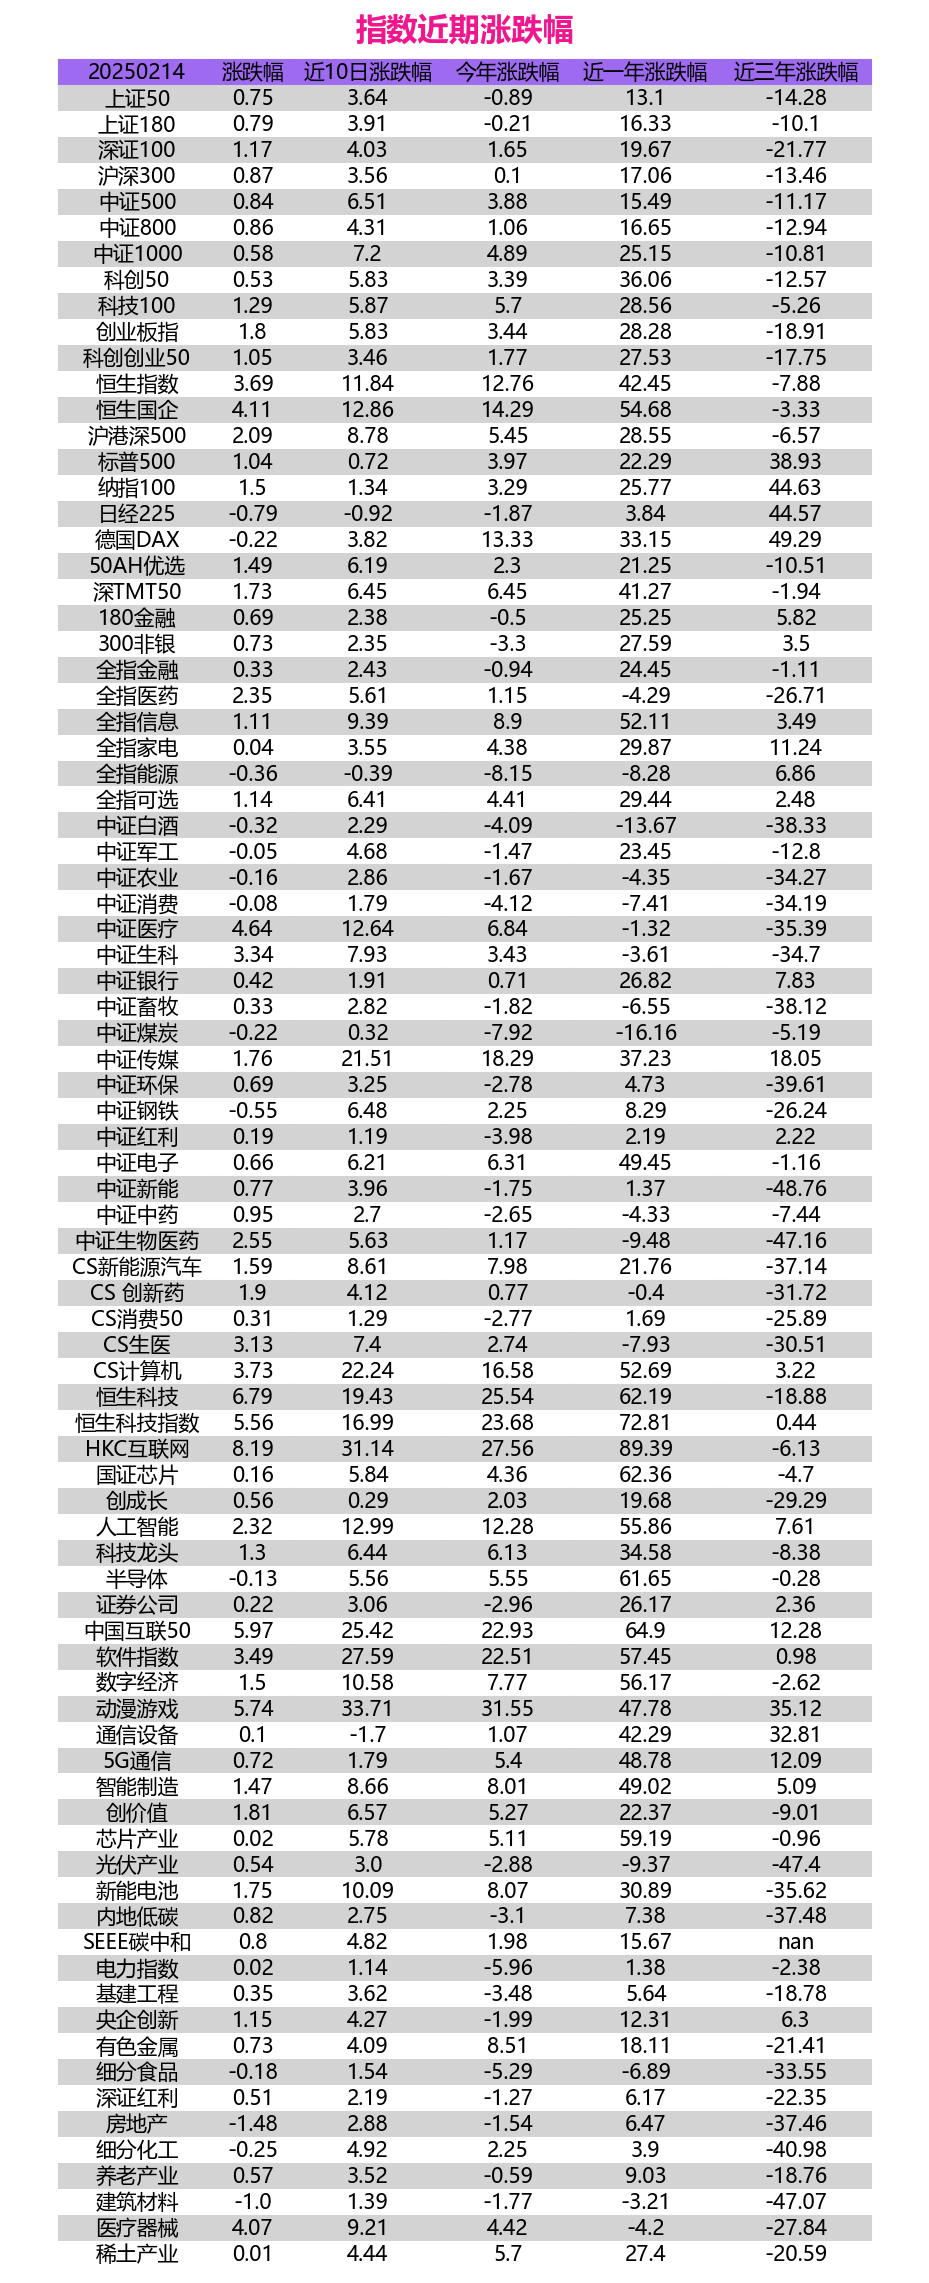 指数近期涨跌幅
20250214 涨跌幅 近10日涨跌幅 今年涨跌幅 近一年涨跌幅 近三年涨跌幅
上证50 0.75 3.64 -0.89 13.1 -14.28
上证180 0.79 3.91 -0.21 16.33 -10.1
深证100 1.17 4.03 1.65 19.67 -21.77
沪深300 0.87 3.56 0.1 17.06 -13.46
中证500 0.84 6.51 3.88 15.49 -11.17
中证800 0.86 4.31 1.06 16.65 -12.94
中证1000 0.58 7.2 4.89 25.15 -10.81
科创50 0.53 5.83 3.39 36.06 -12.57
科技100 1.29 5.87 5.7 28.56 -5.26
创业板指 1.8 5.83 3.44 28.28 -18.91
科创创业50 1.05 3.46 1.77 27.53 -17.75
恒生指数 3.69 11.84 12.76 42.45 -7.88
恒生国企 4.11 12.86 14.29 54.68 -3.33
沪港深500 2.09 8.78 5.45 28.55 -6.57
标普500 1.04 0.72 3.97 22.29 38.93
纳指100 1.5 1.34 3.29 25.77 44.63
日经225 -0.79 -0.92 -1.87 3.84 44.57
德国DAX -0.22 3.82 13.33 33.15 49.29
50AH优选 1.49 6.19 2.3 21.25 -10.51
深TMT50 1.73 6.45 6.45 41.27 -1.94
180金融 0.69 2.38 -0.5 25.25 5.82
300非银 0.73 2.35 -3.3 27.59 3.5
全指金融 0.33 2.43 -0.94 24.45 -1.11
全指医药 2.35 5.61 1.15 -4.29 -26.71
全指信息 1.11 9.39 8.9 52.11 3.49
全指家电 0.04 3.55 4.38 29.87 11.24
全指能源 -0.36 -0.39 -8.15 -8.28 6.86
全指可选 1.14 6.41 4.41 29.44 2.48
中证白酒 -0.32 2.29 -4.09 -13.67 -38.33
中证军工 -0.05 4.68 -1.47 23.45 -12.8
中证农业 -0.16 2.86 -1.67 -4.35 -34.27
中证消费 -0.08 1.79 -4.12 -7.41 -34.19
中证医疗 4.64 12.64 6.84 -1.32 -35.39
中证生科 3.34 7.93 3.43 -3.61 -34.7
中证银行 0.42 1.91 0.71 26.82 7.83
中证畜牧 0.33 2.82 -1.82 -6.55 -38.12
中证煤炭 -0.22 0.32 -7.92 -16.16 -5.19
中证传媒 1.76 21.51 18.29 37.23 18.05
中证环保 0.69 3.25 -2.78 4.73 -39.61
中证钢铁 -0.55 6.48 2.25 8.29 -26.24
中证红利 0.19 1.19 -3.98 2.19 2.22
中证电子 0.66 6.21 6.31 49.45 -1.16
中证新能 0.77 3.96 -1.75 1.37 -48.76
中证中药 0.95 2.7 -2.65 -4.33 -7.44
中证生物医药 2.55 5.63 1.17 -9.48 -47.16
CS新能源汽车 1.59 8.61 7.98 21.76 -37.14
CS 创新药 1.9 4.12 0.77 -0.4 -31.72
CS消费50 0.31 1.29 -2.77 1.69 -25.89
CS生医 3.13 7.4 2.74 -7.93 -30.51
CS计算机 3.73 22.24 16.58 52.69 3.22
恒生科技 6.79 19.43 25.54 62.19 -18.88
恒生科技指数 5.56 16.99 23.68 72.81 0.44
HKC互联网 8.19 31.14 27.56 89.39 -6.13
国证芯片 0.16 5.84 4.36 62.36 -4.7
创成长 0.56 0.29 2.03 19.68 -29.29
人工智能 2.32 12.99 12.28 55.86 7.61
科技龙头 1.3 6.44 6.13 34.58 -8.38
半导体 -0.13 5.56 5.55 61.65 -0.28
证券公司 0.22 3.06 -2.96 26.17 2.36
中国互联50 5.97 25.42 22.93 64.9 12.28
软件指数 3.49 27.59 22.51 57.45 0.98
数字经济 1.5 10.58 7.77 56.17 -2.62
动漫游戏 5.74 33.71 31.55 47.78 35.12
通信设备 0.1 -1.7 1.07 42.29 32.81
5G通信 0.72 1.79 5.4 48.78 12.09
智能制造 1.47 8.66 8.01 49.02 5.09
创价值 1.81 6.57 5.27 22.37 -9.01
芯片产业 0.02 5.78 5.11 59.19 -0.96
光伏产业 0.54 3.0 -2.88 -9.37 -47.4
新能电池 1.75 10.09 8.07 30.89 -35.62
内地低碳 0.82 2.75 -3.1 7.38 -37.48
SEEE碳中和 0.8 4.82 1.98 15.67 nan
电力指数 0.02 1.14 -5.96 1.38 -2.38
基建工程 0.35 3.62 -3.48 5.64 -18.78
央企创新 1.15 4.27 -1.99 12.31 6.3
有色金属 0.73 4.09 8.51 18.11 -21.41
细分食品 -0.18 1.54 -5.29 -6.89 -33.55
深证红利 0.51 2.19 -1.27 6.17 -22.35
房地产 -1.48 2.88 -1.54 6.47 -37.46
细分化工 -0.25 4.92 2.25 3.9 -40.98
养老产业 0.57 3.52 -0.59 9.03 -18.76
建筑材料 -1.0 1.39 -1.77 -3.21 -47.07
医疗器械 4.07 9.21 4.42 -4.2 -27.84
稀土产业 0.01 4.44 5.7 27.4 -20.59